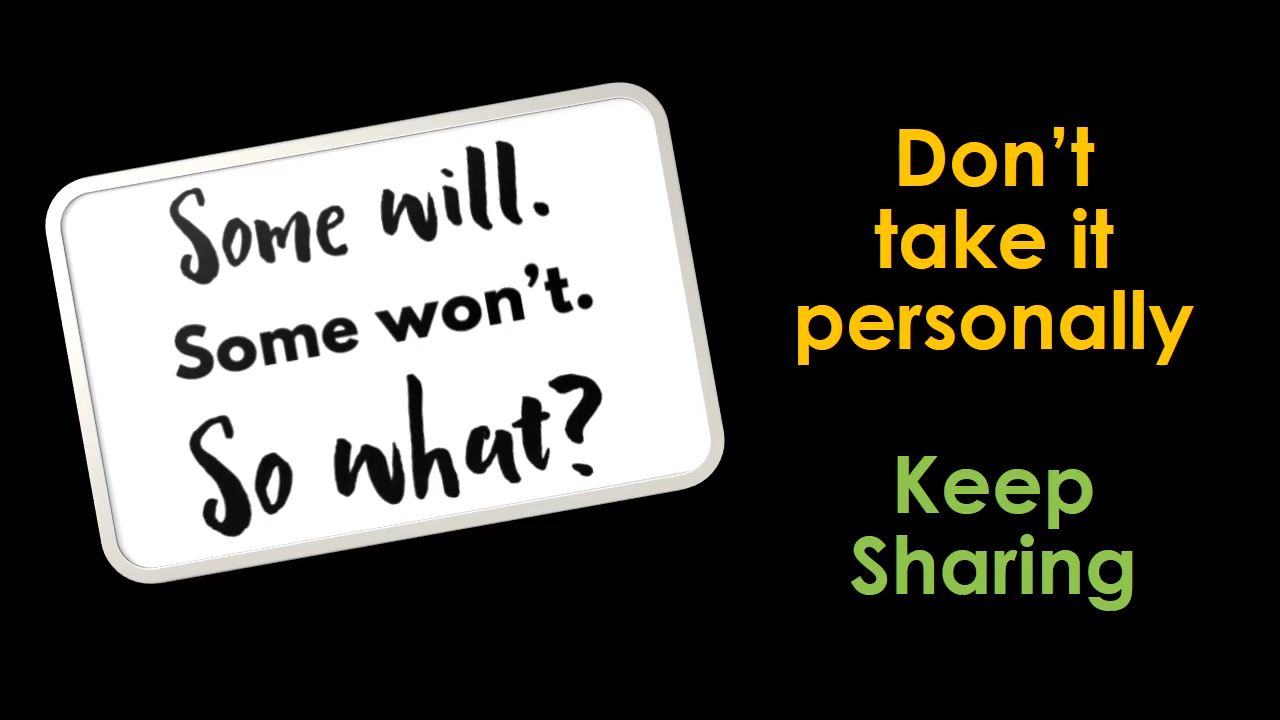 Some will.
Some won't.
So what?
Don't
take it
personally
Keep
Sharing